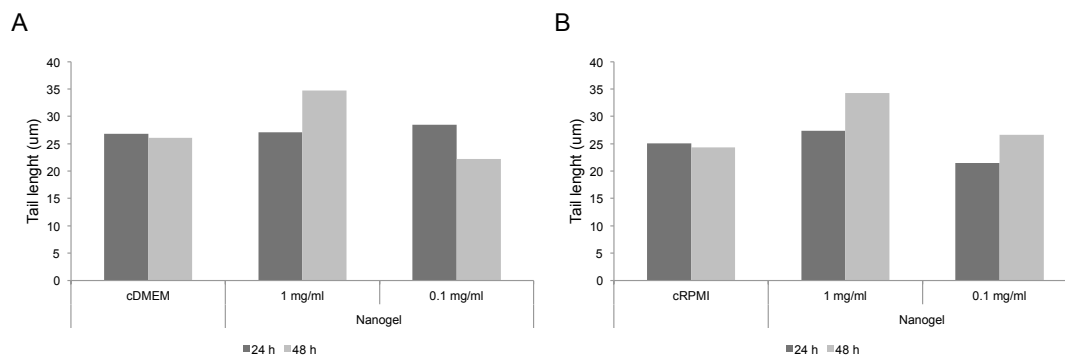 A
Tail lenght (um)
40
35
30
25
20
15
10
5
0
cDMEM
1 mg/ml
0.1 mg/ml
Nanogel
24 h 48 h
B
Tail lenght (um)
40
35
30
25
20
15
10
5
0
cRPMI
1 mg/ml
0.1 mg/ml
Nanogel
24 h 48 h